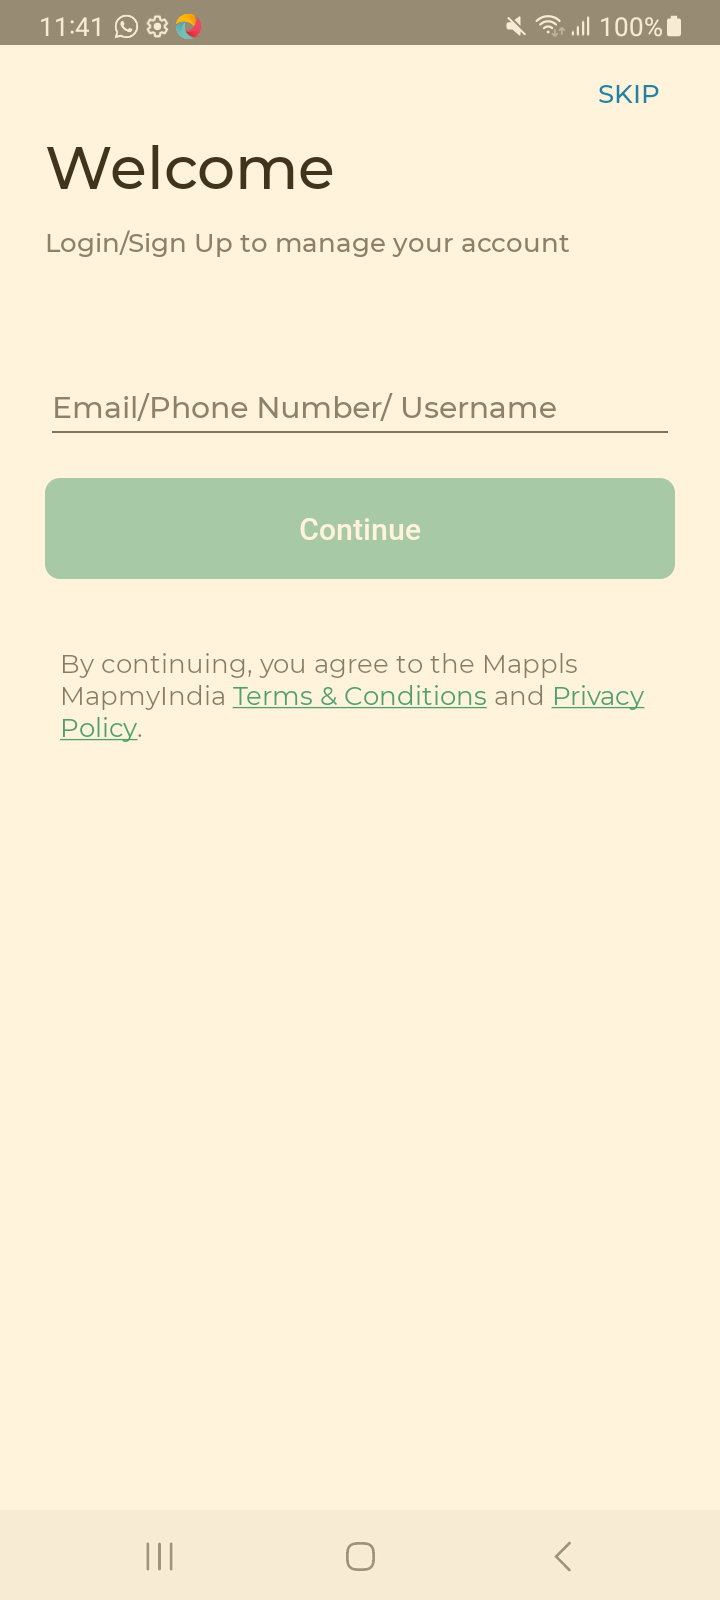 11:41
100%
SKIP
Welcome
Login/Sign Up to manage your account
Email/Phone Number/ Username
Continue
By continuing, you agree to the Mappls
MapmyIndia Terms & Conditions and Privacy
Policy.